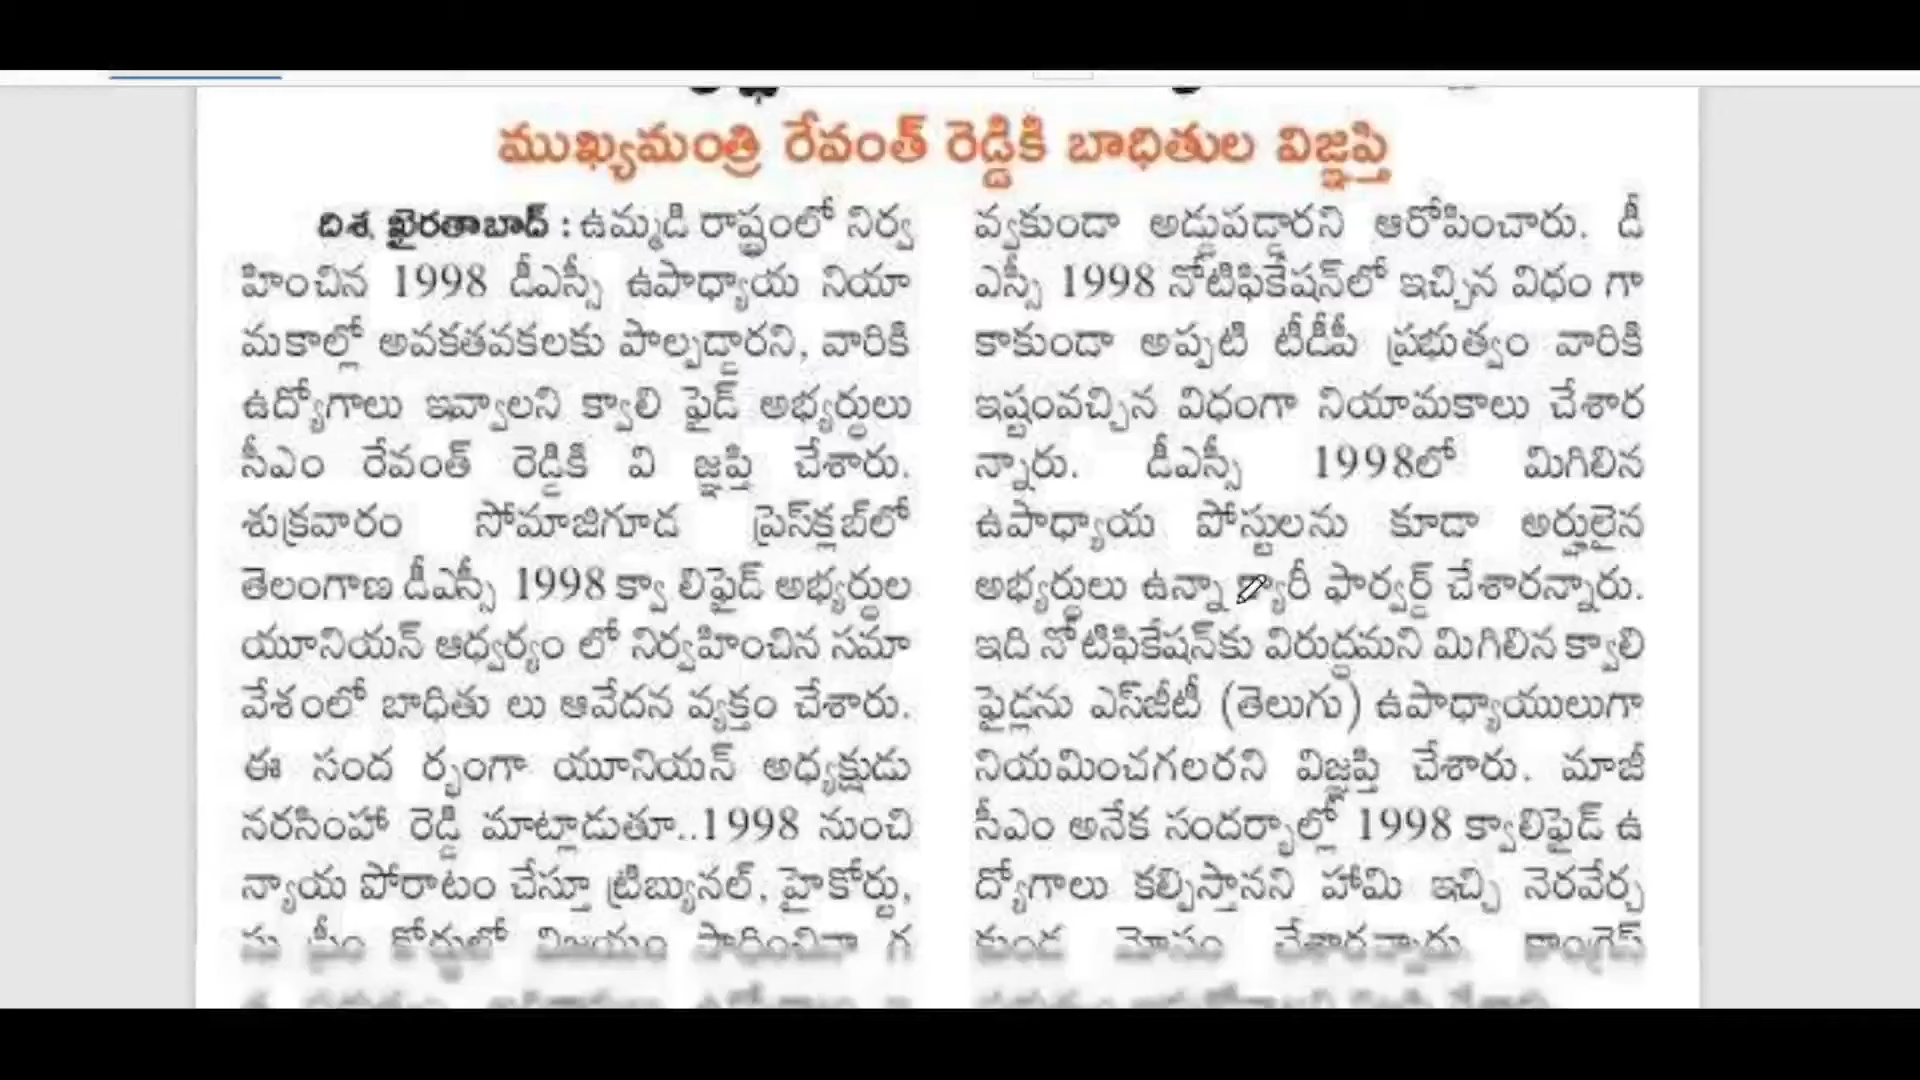 ముఖ్యమంత్రి రేవంత్ రెడ్డికి బాధితుల విజ్ఞప్తి
దిశ, ఖైరతాబాద్ : ఉమ్మడి రాష్ట్రంలో నిర్వ
హించిన 1998 డీఎస్సీ ఉపాధ్యాయ నియా
మకాల్లో అవకతవకలకు పాల్పడ్డారని, వారికి
ఉద్యోగాలు ఇవ్వాలని క్వాలి ఫైడ్ అభ్యర్థులు
సీఎం రేవంత్ రెడ్డికి వి జ్ఞప్తి చేశారు.
శుక్రవారం సోమాజిగూడ ప్రెస్‌క్లబ్‌లో
తెలంగాణ డీఎస్సీ 1998 క్వా లిఫైడ్ అభ్యర్థుల
యూనియన్ ఆధ్వర్యం లో నిర్వహించిన సమా
వేశంలో బాధితు లు ఆవేదన వ్యక్తం చేశారు.
ఈ సంద ర్భంగా యూనియన్ అధ్యక్షుడు
నరసింహా రెడ్డి మాట్లాడుతూ..1998 నుంచి
న్యాయ పోరాటం చేస్తూ ట్రిబ్యునల్, హైకోర్టు,
సు ప్రీం కోర్టులో విజయం సాధించినా గ
వ్వకుండా అడ్డుపడ్డారని ఆరోపించారు. డీ
ఎస్సీ 1998 నోటిఫికేషన్‌లో ఇచ్చిన విధం గా
కాకుండా అప్పటి టీడీపీ ప్రభుత్వం వారికి
ఇష్టంవచ్చిన విధంగా నియామకాలు చేశార
న్నారు. డీఎస్సీ 1998లో మిగిలిన
ఉపాధ్యాయ పోస్టులను కూడా అర్హులైన
అభ్యర్థులు ఉన్నా క్యారీ ఫార్వర్డ్ చేశారన్నారు.
ఇది నోటిఫికేషన్‌కు విరుద్ధమని మిగిలిన క్వాలి
ఫైడ్లను ఎస్‌జీటీ (తెలుగు) ఉపాధ్యాయులుగా
నియమించగలరని విజ్ఞప్తి చేశారు. మాజీ
సీఎం అనేక సందర్భాల్లో 1998 క్వాలిఫైడ్ ఉ
ద్యోగాలు కల్పిస్తానని హామి ఇచ్చి నెరవేర్చ
కుండ మోసం చేశారన్నారు. కాంగ్రెస్